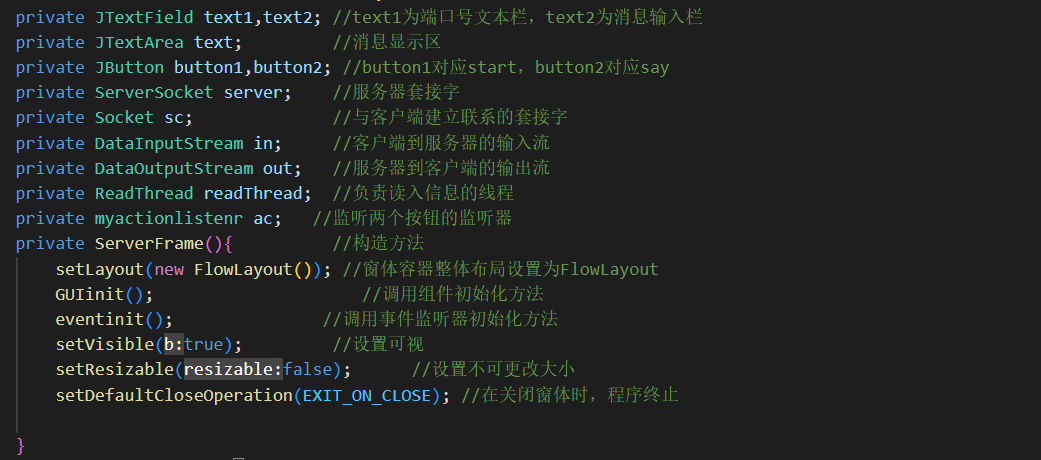 private JTextField text1,text2; //text1为端口号文本栏，text2为消息输入栏
private JTextArea text;         //消息显示区
private JButton button1,button2; //button1对应start，button2对应say
private ServerSocket server;    //服务器套接字
private Socket sc;              //与客户端建立联系的套接字
private DataInputStream in;     //客户端到服务器的输入流
private DataOutputStream out;   //服务器到客户端的输出流
private ReadThread readThread;  //负责读入信息的线程
private myactionlistenr ac;   //监听两个按钮的监听器
private ServerFrame(){          //构造方法
    setLayout(new FlowLayout()); //窗体容器整体布局设置为FlowLayout
    GUIinit();                     //调用组件初始化方法
    eventinit();               //调用事件监听器初始化方法
    setVisible(b:true);         //设置可视
    setResizable(resizable:false);      //设置不可更改大小
    setDefaultCloseOperation(EXIT_ON_CLOSE); //在关闭窗体时，程序终止
}